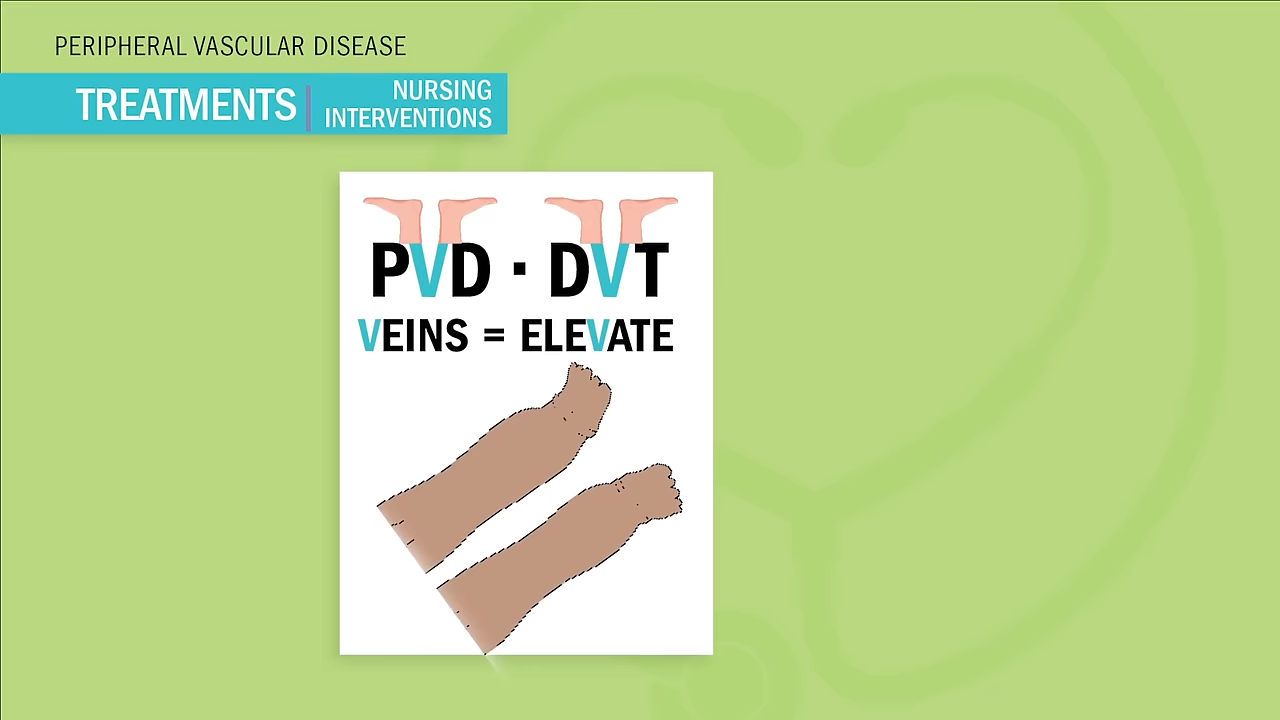 PERIPHERAL VASCULAR DISEASE
TREATMENTS
NURSING
INTERVENTIONS
PVD · DVT
VEINS = ELEVATE